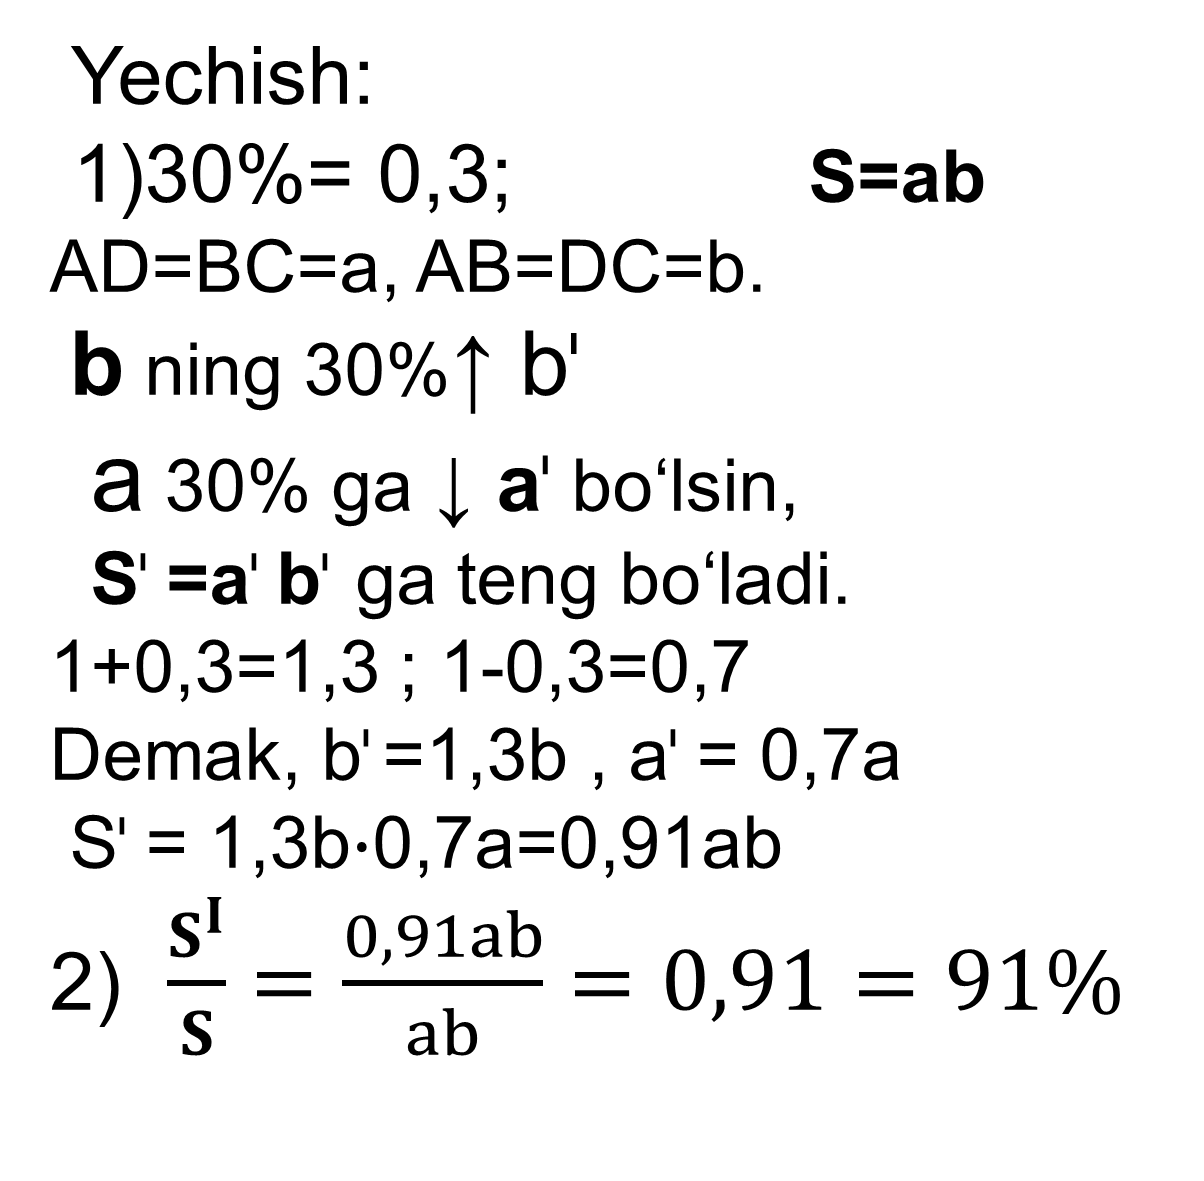 Yechish:
1)30%= 0,3; S=ab
AD=BC=a, AB=DC=b.
b ning 30%↑ b'
a 30% ga ↓ a' bo‘lsin,
S' =a' b' ga teng bo‘ladi.
1+0,3=1,3 ; 1-0,3=0,7
Demak, b'=1,3b , a' = 0,7a
S' = 1,3b·0,7a=0,91ab
2) S^I/S = 0,91ab/ab = 0,91 = 91%